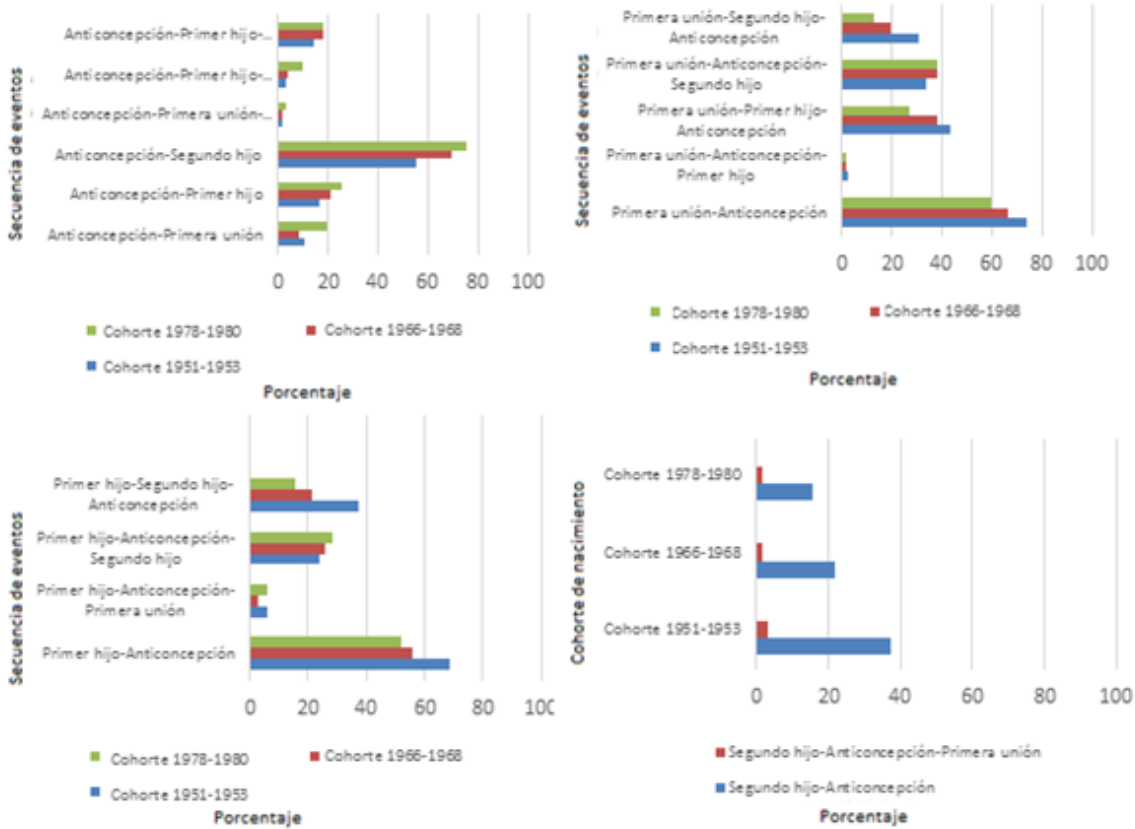 Secuencia de eventos
Anticoncepción-Primer hijo-...
Anticoncepción-Primer hijo-...
Anticoncepción-Primera unión-...
Anticoncepción-Segundo hijo
Anticoncepción-Primer hijo
Anticoncepción-Primera unión
0 20 40 60 80 100
Cohorte 1978-1980
Cohorte 1966-1968
Cohorte 1951-1953
Porcentaje
Secuencia de eventos
Primera unión-Segundo hijo-
Anticoncepción
Primera unión-Anticoncepción-
Segundo hijo
Primera unión-Primer hijo-
Anticoncepción
Primera unión-Anticoncepción-
Primer hijo
Primera unión-Anticoncepción
0 20 40 60 80 100
Cohorte 1978-1980
Cohorte 1966-1968
Cohorte 1951-1953
Porcentaje
Secuencia de eventos
Primer hijo-Segundo hijo-
Anticoncepción
Primer hijo-Anticoncepción-
Segundo hijo
Primer hijo-Anticoncepción-
Primera unión
Primer hijo-Anticoncepción
0 20 40 60 80 100
Cohorte 1978-1980
Cohorte 1966-1968
Cohorte 1951-1953
Porcentaje
Cohorte de nacimiento
Cohorte 1978-1980
Cohorte 1966-1968
Cohorte 1951-1953
0 20 40 60 80 100
Segundo hijo-Anticoncepción-Primera unión
Segundo hijo-Anticoncepción
Porcentaje